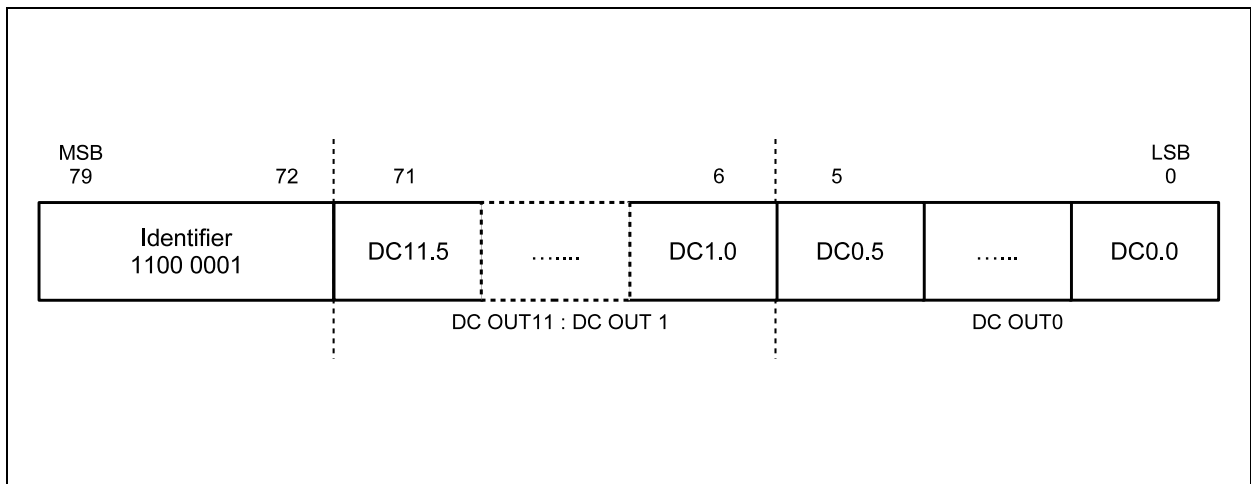 MSB LSB
79 72 71 6 5 0
Identifier
1100 0001 DC11.5 ....... DC1.0 DC0.5 ...... DC0.0
DC OUT11 : DC OUT 1 DC OUT0